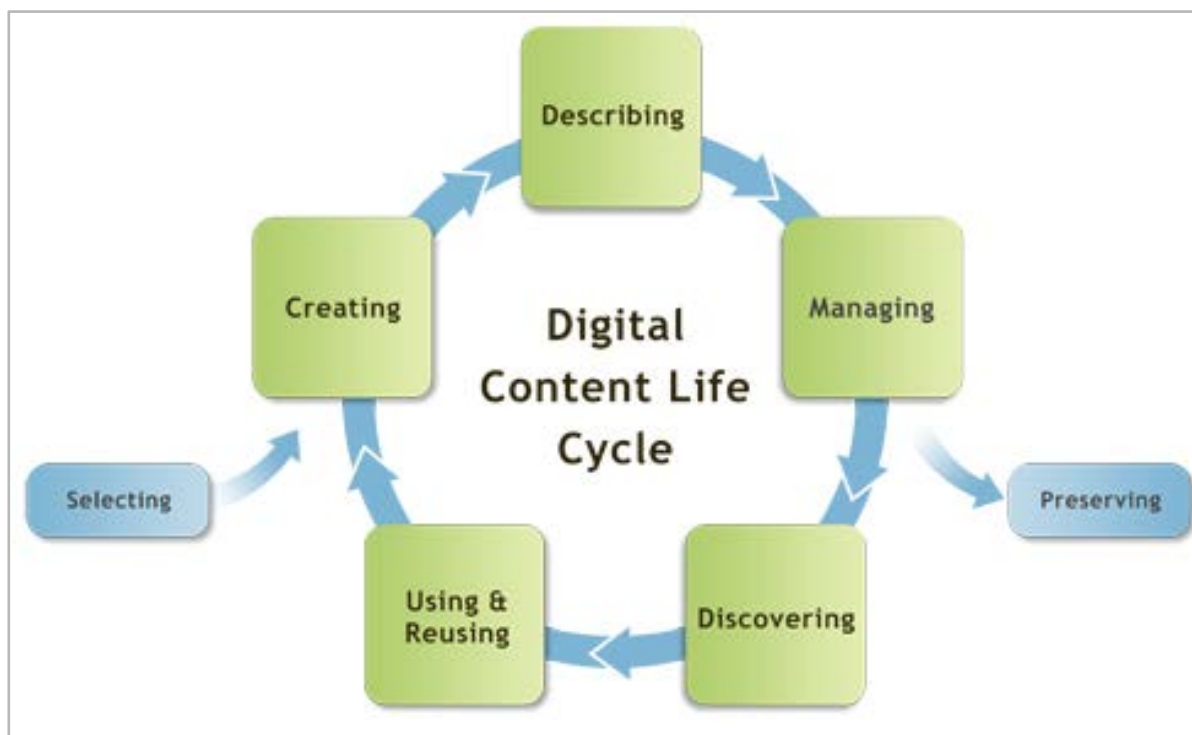 Describing
Creating
Managing
Digital
Content Life
Cycle
Selecting
Preserving
Using &
Reusing
Discovering